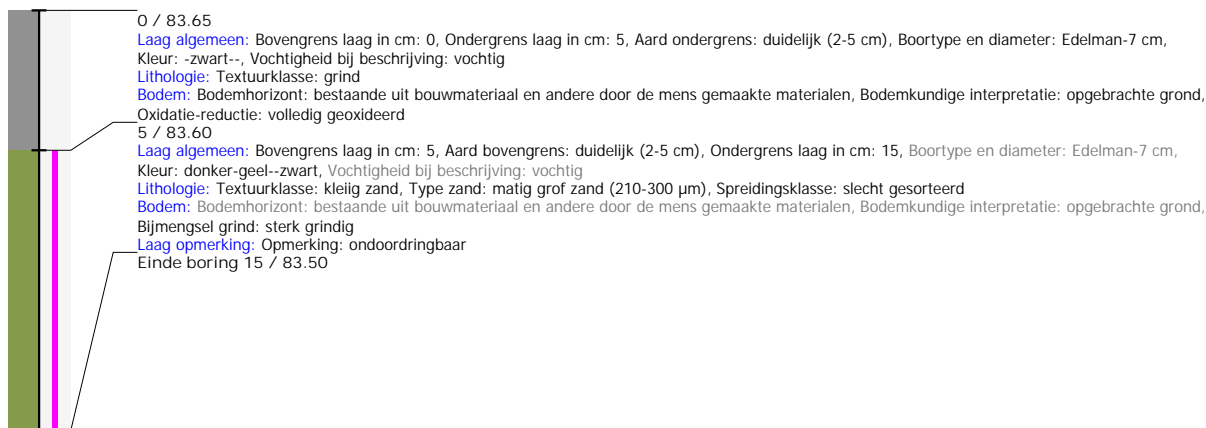 0 / 83.65
Laag algemeen: Bovengrens laag in cm: 0, Ondergrens laag in cm: 5, Aard ondergrens: duidelijk (2-5 cm), Boortype en diameter: Edelman-7 cm,
Kleur: -zwart--, Vochtigheid bij beschrijving: vochtig
Lithologie: Textuurklasse: grind
Bodem: Bodemhorizont: bestaande uit bouwmateriaal en andere door de mens gemaakte materialen, Bodemkundige interpretatie: opgebrachte grond,
Oxidatie-reductie: volledig geoxideerd
5 / 83.60
Laag algemeen: Bovengrens laag in cm: 5, Aard bovengrens: duidelijk (2-5 cm), Ondergrens laag in cm: 15, Boortype en diameter: Edelman-7 cm,
Kleur: donker-geel--zwart, Vochtigheid bij beschrijving: vochtig
Lithologie: Textuurklasse: kleiig zand, Type zand: matig grof zand (210-300 µm), Spreidingsklasse: slecht gesorteerd
Bodem: Bodemhorizont: bestaande uit bouwmateriaal en andere door de mens gemaakte materialen, Bodemkundige interpretatie: opgebrachte grond,
Bijmengsel grind: sterk grindig
Laag opmerking: Opmerking: ondoordringbaar
Einde boring 15 / 83.50